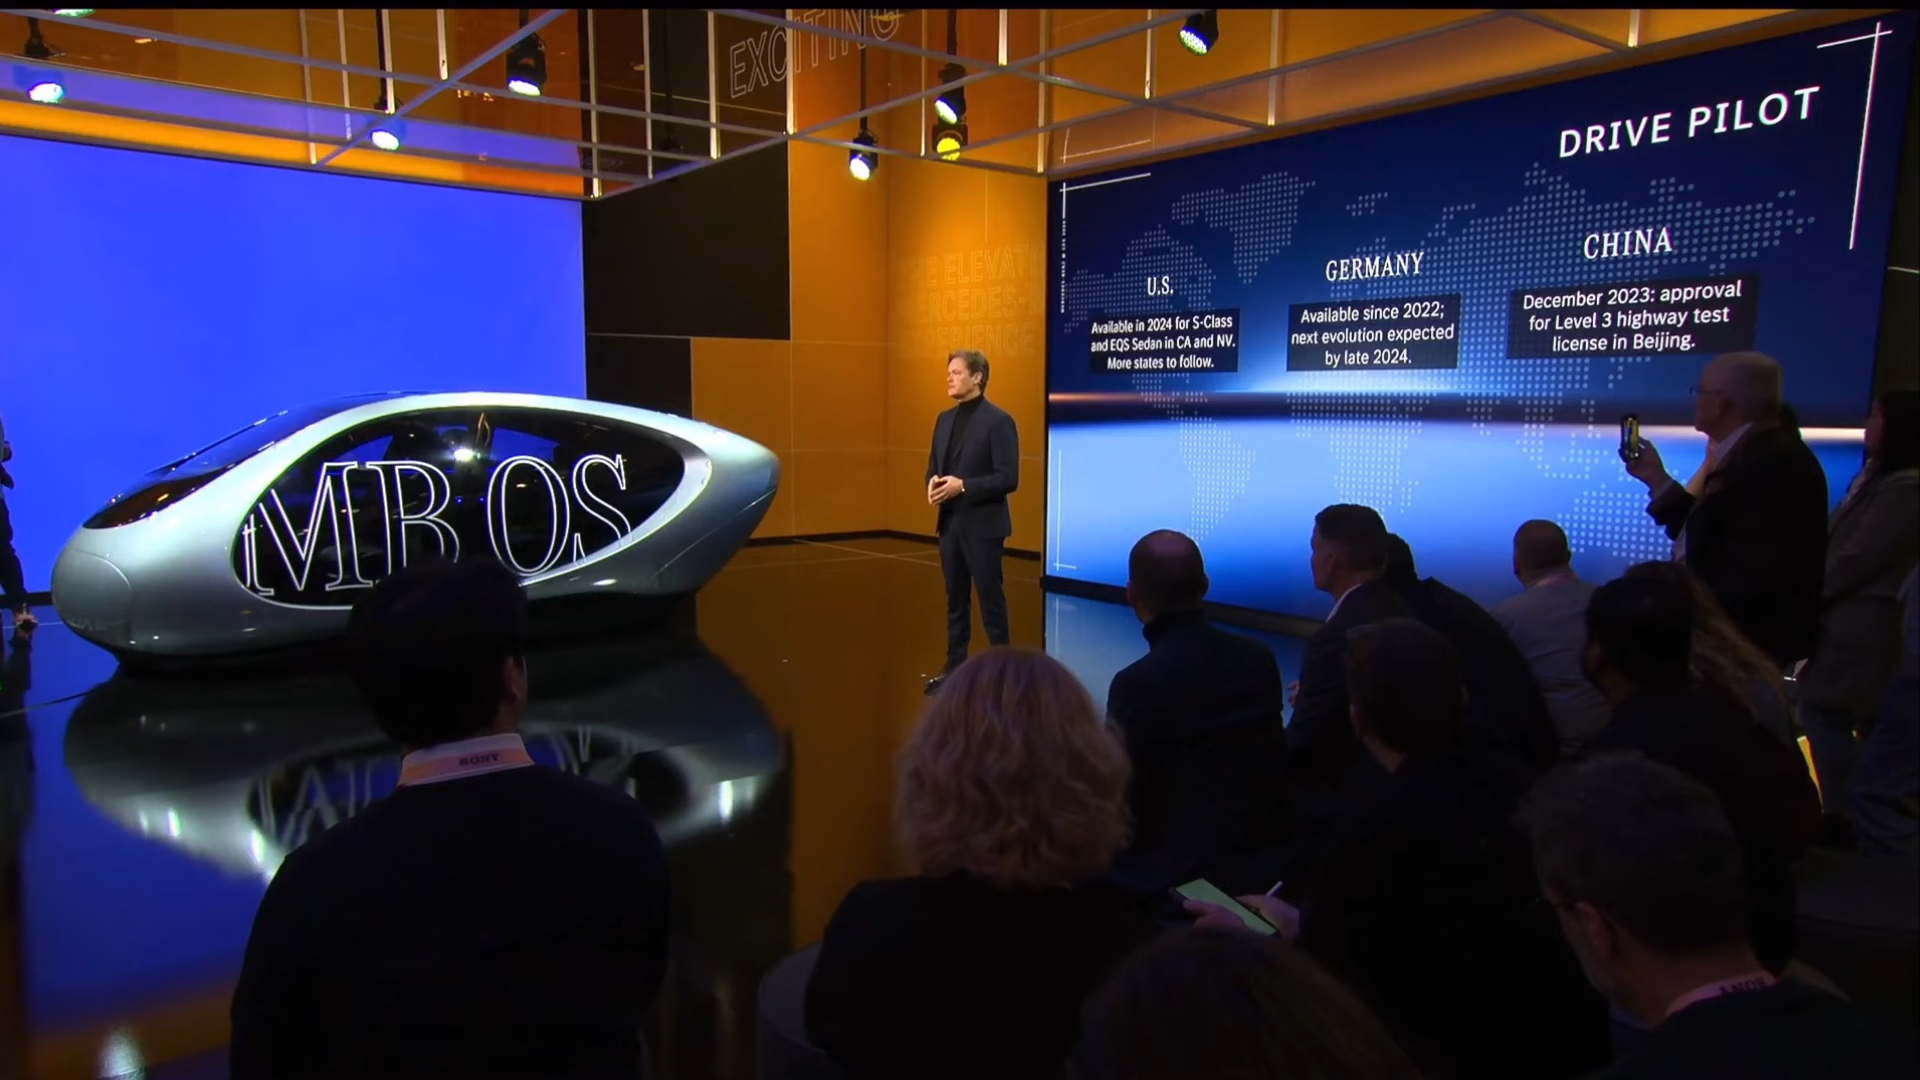 EXCITING
DRIVE PILOT
U.S.
Available in 2024 for S-Class
and EQS Sedan in CA and NV.
More states to follow.
GERMANY
Available since 2022;
next evolution expected
by late 2024.
CHINA
December 2023: approval
for Level 3 highway test
license in Beijing.
MB OS
SONY